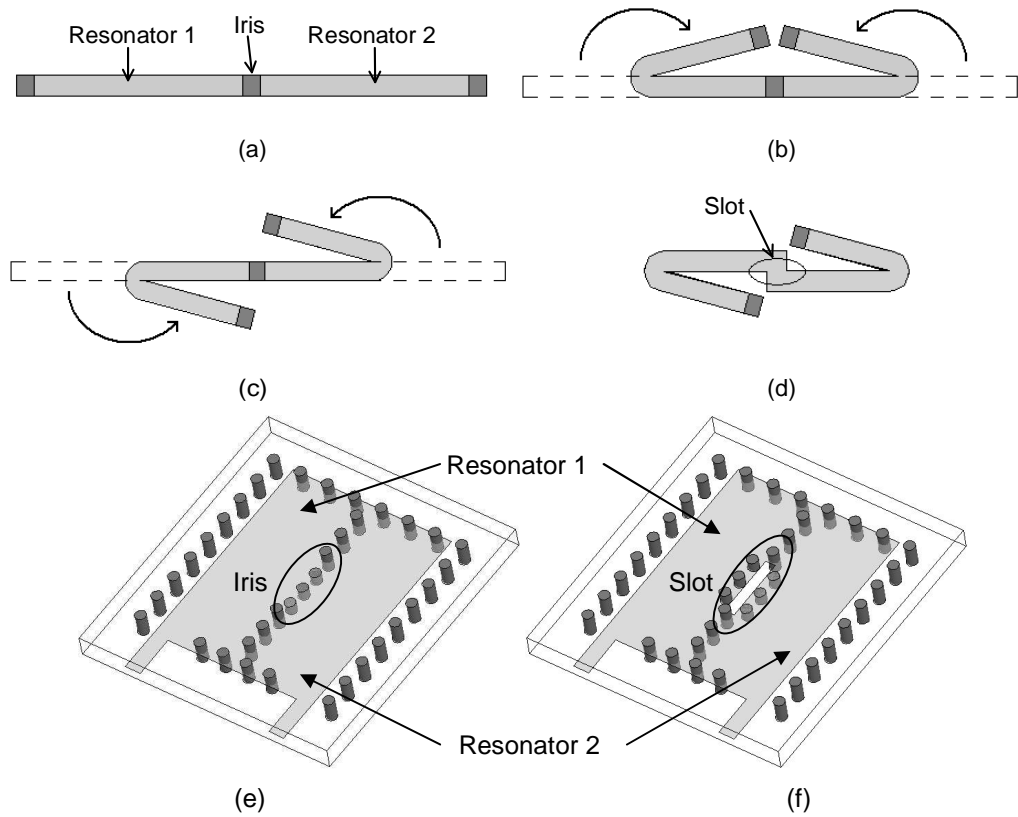 Resonator 1
Iris
Resonator 2
(a)
(b)
Slot
(c)
(d)
Resonator 1
Iris
Slot
Resonator 2
(e)
(f)